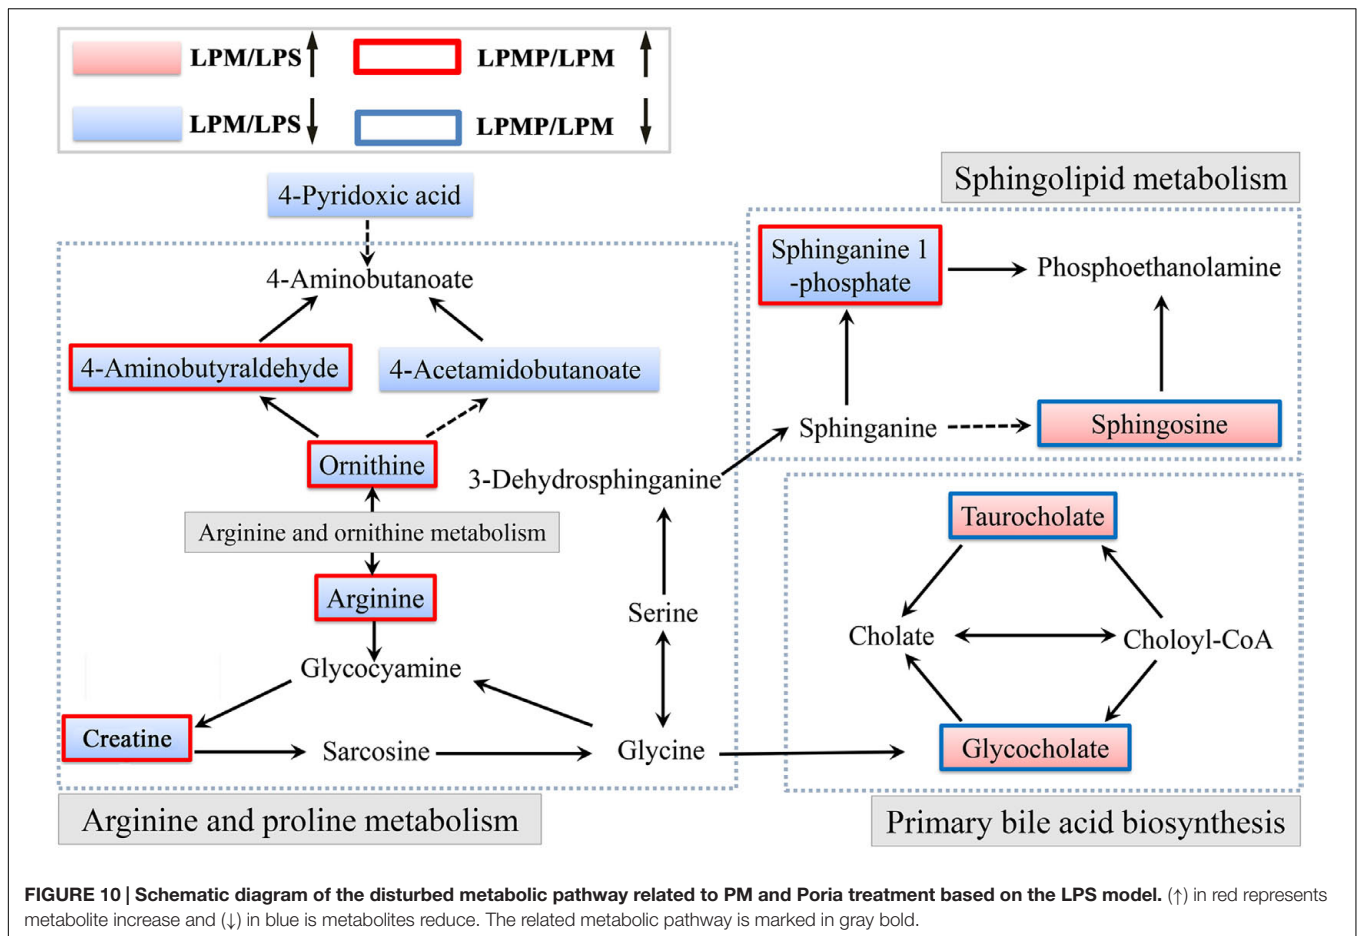 LPM/LPS ↑ LPMP/LPM ↑
LPM/LPS ↓ LPMP/LPM ↓
4-Pyridoxic acid
Sphingolipid metabolism
4-Aminobutanoate
Sphinganine 1
-phosphate
Phosphoethanolamine
4-Aminobutyraldehyde
4-Acetamidobutanoate
Sphinganine
Sphingosine
Ornithine
3-Dehydrosphinganine
Arginine and ornithine metabolism
Taurocholate
Arginine
Serine
Cholate
Choloyl-CoA
Glycocyamine
Creatine
Sarcosine
Glycine
Glycocholate
Arginine and proline metabolism
Primary bile acid biosynthesis
FIGURE 10 | Schematic diagram of the disturbed metabolic pathway related to PM and Poria treatment based on the LPS model. (↑) in red represents
metabolite increase and (↓) in blue is metabolites reduce. The related metabolic pathway is marked in gray bold.